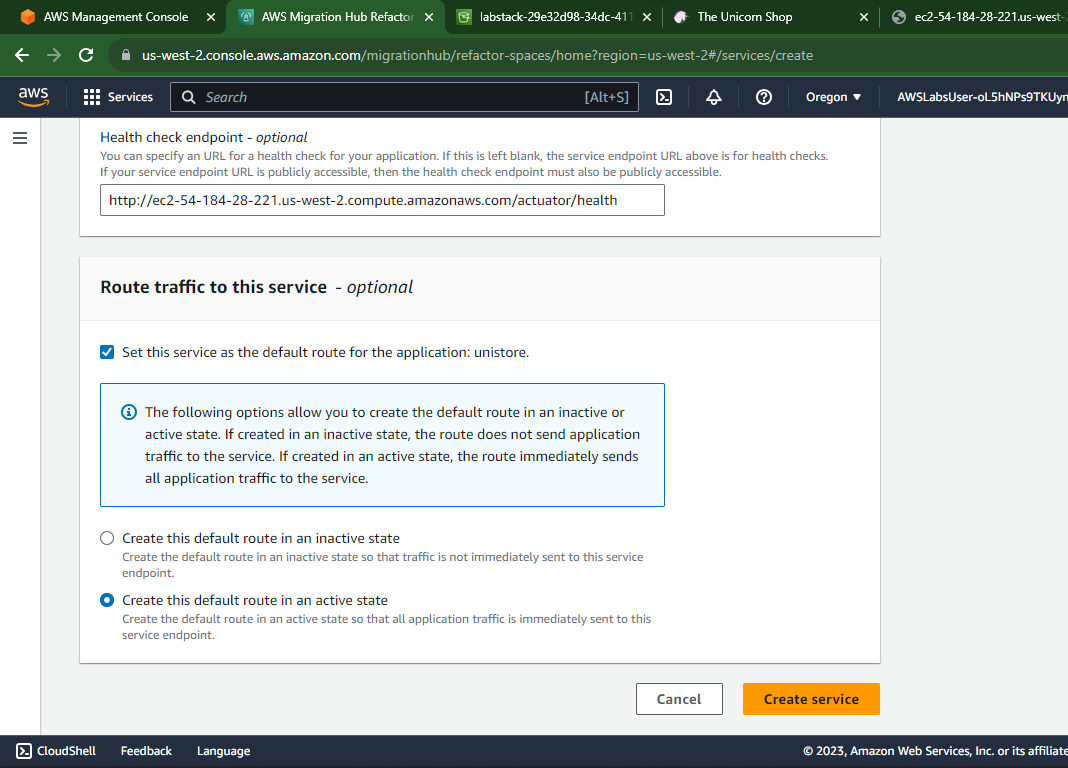 AWS Management Console
AWS Migration Hub Refactor
labstack-29e32d98-34dc-411
The Unicorn Shop
ec2-54-184-28-221.us-west-
us-west-2.console.aws.amazon.com/migrationhub/refactor-spaces/home?region=us-west-2#/services/create
aws
Services
Search
[Alt+S]
Oregon
AWSLabsUser-oL5hNPs9TKUyn
Health check endpoint - optional
You can specify an URL for a health check for your application. If this is left blank, the service endpoint URL above is for health checks.
If your service endpoint URL is publicly accessible, then the health check endpoint must also be publicly accessible.
http://ec2-54-184-28-221.us-west-2.compute.amazonaws.com/actuator/health
Route traffic to this service - optional
Set this service as the default route for the application: unistore.
The following options allow you to create the default route in an inactive or
active state. If created in an inactive state, the route does not send application
traffic to the service. If created in an active state, the route immediately sends
all application traffic to the service.
Create this default route in an inactive state
Create the default route in an inactive state so that traffic is not immediately sent to this service
endpoint.
Create this default route in an active state
Create the default route in an active state so that all application traffic is immediately sent to this
service endpoint.
Cancel
Create service
CloudShell
Feedback
Language
© 2023, Amazon Web Services, Inc. or its affiliate